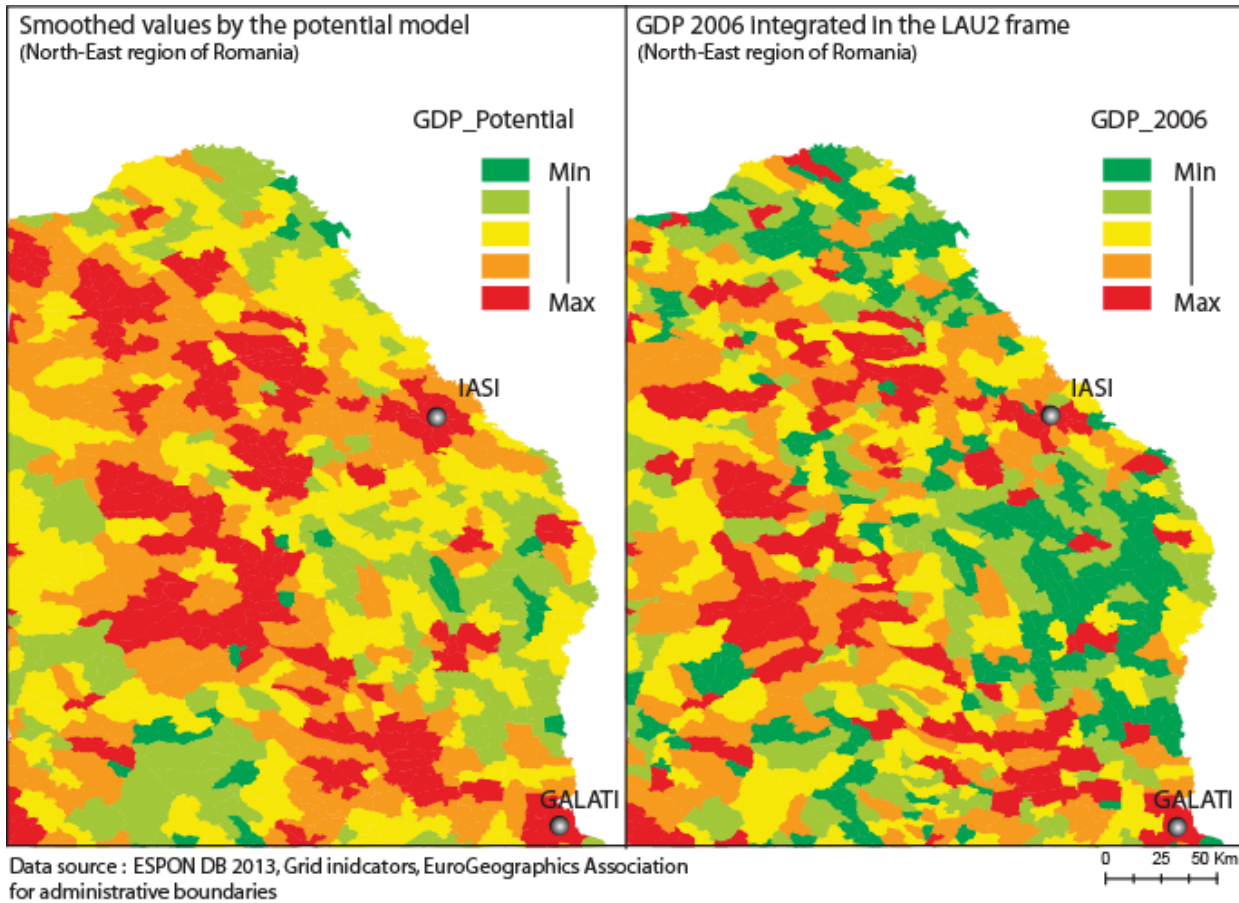 Smoothed values by the potential model
(North-East region of Romania)
GDP_Potential
Min
Max
IASI
GALATI
GDP 2006 integrated in the LAU2 frame
(North-East region of Romania)
GDP_2006
Min
Max
IASI
GALATI
Data source : ESPON DB 2013, Grid inidcators, EuroGeographics Association
for administrative boundaries
0 25 50 Km